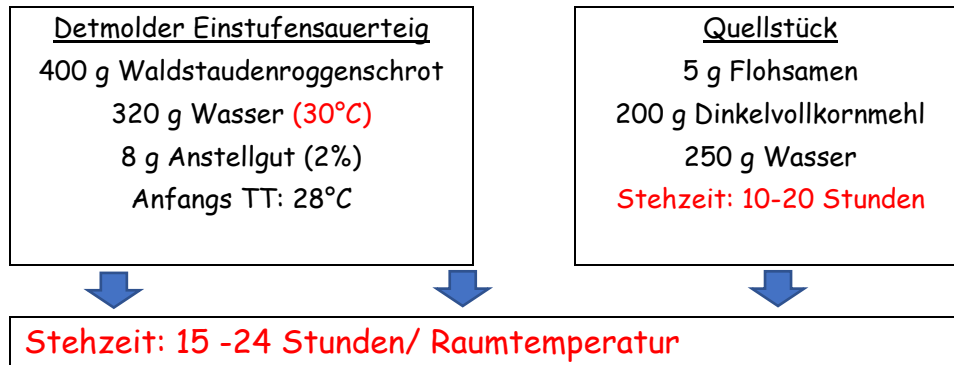 Detmolder Einstufensauerteig
400 g Waldstaudenroggenschrot
320 g Wasser (30°C)
8 g Anstellgut (2%)
Anfangs TT: 28°C
Quellstück
5 g Flohsamen
200 g Dinkelvollkornmehl
250 g Wasser
Stehzeit: 10-20 Stunden
Stehzeit: 15 -24 Stunden/ Raumtemperatur